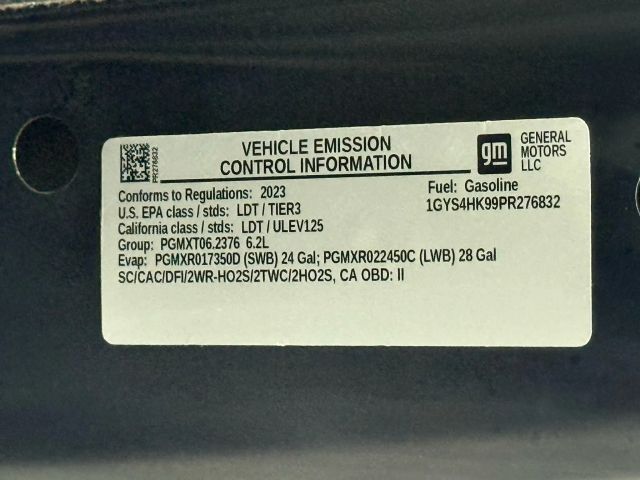 PR276832
VEHICLE EMISSION
CONTROL INFORMATION
gm
GENERAL
MOTORS
LLC
Conforms to Regulations: 2023
Fuel: Gasoline
U.S. EPA class / stds: LDT / TIER3
1GYS4HK99PR276832
California class / stds: LDT / ULEV125
Group: PGMXT06.2376 6.2L
Evap: PGMXR017350D (SWB) 24 Gal; PGMXR022450C (LWB) 28 Gal
SC/CAC/DFI/2WR-HO2S/2TWC/2HO2S, CA OBD: II